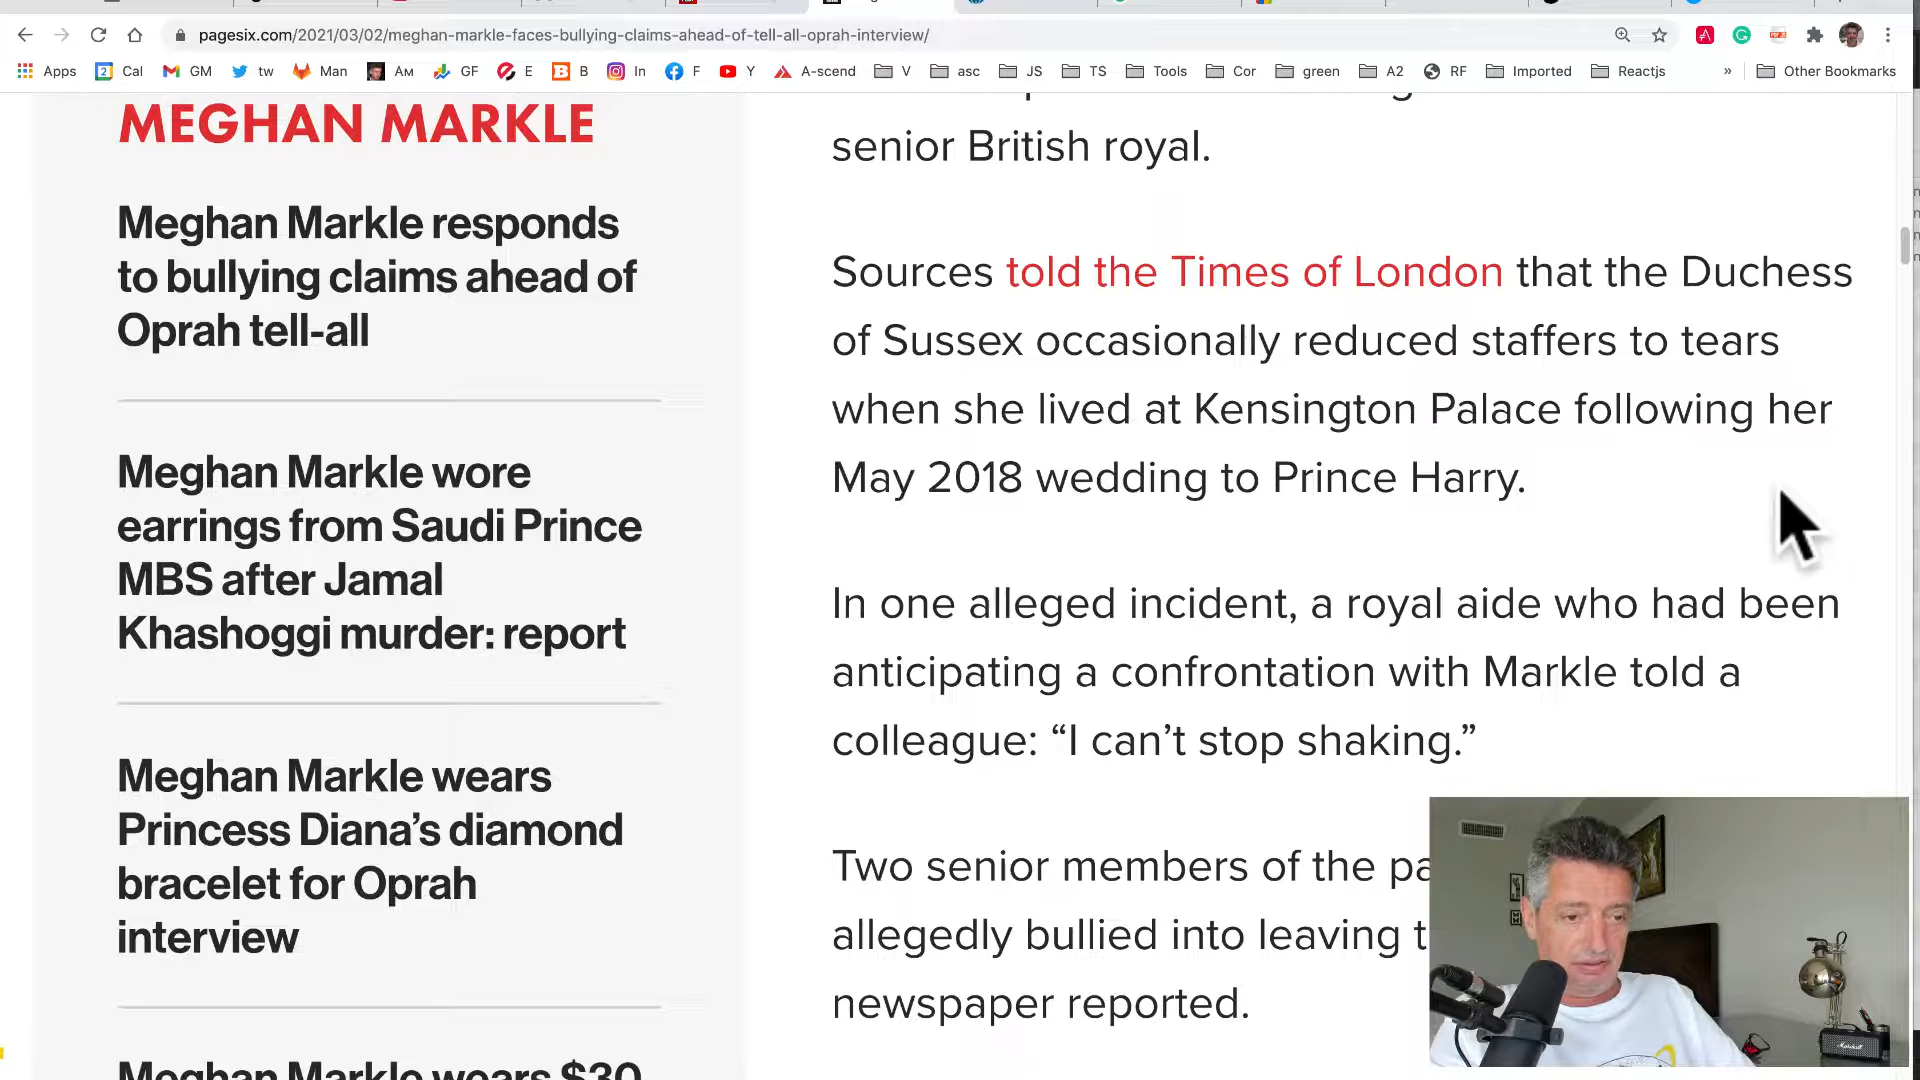 pagesix.com/2021/03/02/meghan-markle-faces-bullying-claims-ahead-of-tell-all-oprah-interview/
Apps
2 Cal
GM
tw
Man
Ам
GF
E
B B
In
F
Y
A-scend
V
asc
JS
TS
Tools
Cor
green
A2
RF
Imported
Reactjs
»
Other Bookmarks
MEGHAN MARKLE
Meghan Markle responds
to bullying claims ahead of
Oprah tell-all
Meghan Markle wore
earrings from Saudi Prince
MBS after Jamal
Khashoggi murder: report
Meghan Markle wears
Princess Diana’s diamond
bracelet for Oprah
interview
Meghan Markle wears $30
senior British royal.
Sources told the Times of London that the Duchess
of Sussex occasionally reduced staffers to tears
when she lived at Kensington Palace following her
May 2018 wedding to Prince Harry.
In one alleged incident, a royal aide who had been
anticipating a confrontation with Markle told a
colleague: “I can’t stop shaking.”
Two senior members of the pa
allegedly bullied into leaving t
newspaper reported.
Marshall